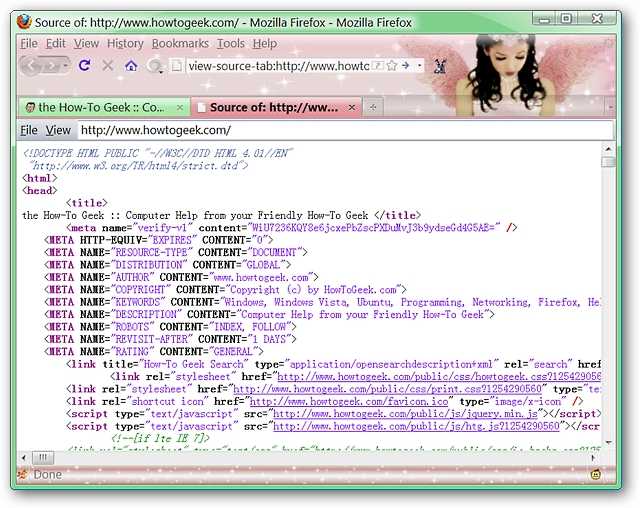 Source of: http://www.howtogeek.com/ - Mozilla Firefox - Mozilla Firefox
File Edit View History Bookmarks Tools Help
view-source-tab:http://www.howtc
the How-To Geek :: Co...
Source of: http://ww...
File View http://www.howtogeek.com/
<!DOCTYPE HTML PUBLIC "-//W3C//DTD HTML 4.01//EN"
"http://www.w3.org/TR/html4/strict.dtd">
<html>
<head>
<title>
the How-To Geek :: Computer Help from your Friendly How-To Geek </title>
<meta name="verify-v1" content="WiU7236KQY8e6jcxePbZscPXDuMvJ3b9ydseGd4G5AE=" />
<META HTTP-EQUIV="EXPIRES" CONTENT="0">
<META NAME="RESOURCE-TYPE" CONTENT="DOCUMENT">
<META NAME="DISTRIBUTION" CONTENT="GLOBAL">
<META NAME="AUTHOR" CONTENT="www.howtogeek.com">
<META NAME="COPYRIGHT" CONTENT="Copyright (c) by HowToGeek.com">
<META NAME="KEYWORDS" CONTENT="Windows, Windows Vista, Ubuntu, Programming, Networking, Firefox, Hel
<META NAME="DESCRIPTION" CONTENT="Computer Help from your Friendly How-To Geek">
<META NAME="ROBOTS" CONTENT="INDEX, FOLLOW">
<META NAME="REVISIT-AFTER" CONTENT="1 DAYS">
<META NAME="RATING" CONTENT="GENERAL">
<link title="How-To Geek Search" type="application/opensearchdescription+xml" rel="search" href
<link rel="stylesheet" href="http://www.howtogeek.com/public/css/howtogeek.css?125429056
<link rel="stylesheet" href="http://www.howtogeek.com/public/css/print.css?1254290560" type="te
<link rel="shortcut icon" href="http://www.howtogeek.com/favicon.ico" type="image/x-icon" />
<script type="text/javascript" src="http://www.howtogeek.com/public/js/jquery.min.js"></script>
<script type="text/javascript" src="http://www.howtogeek.com/public/js/htg.js?1254290560"></scr
<!--[if lte IE 7]>
Done